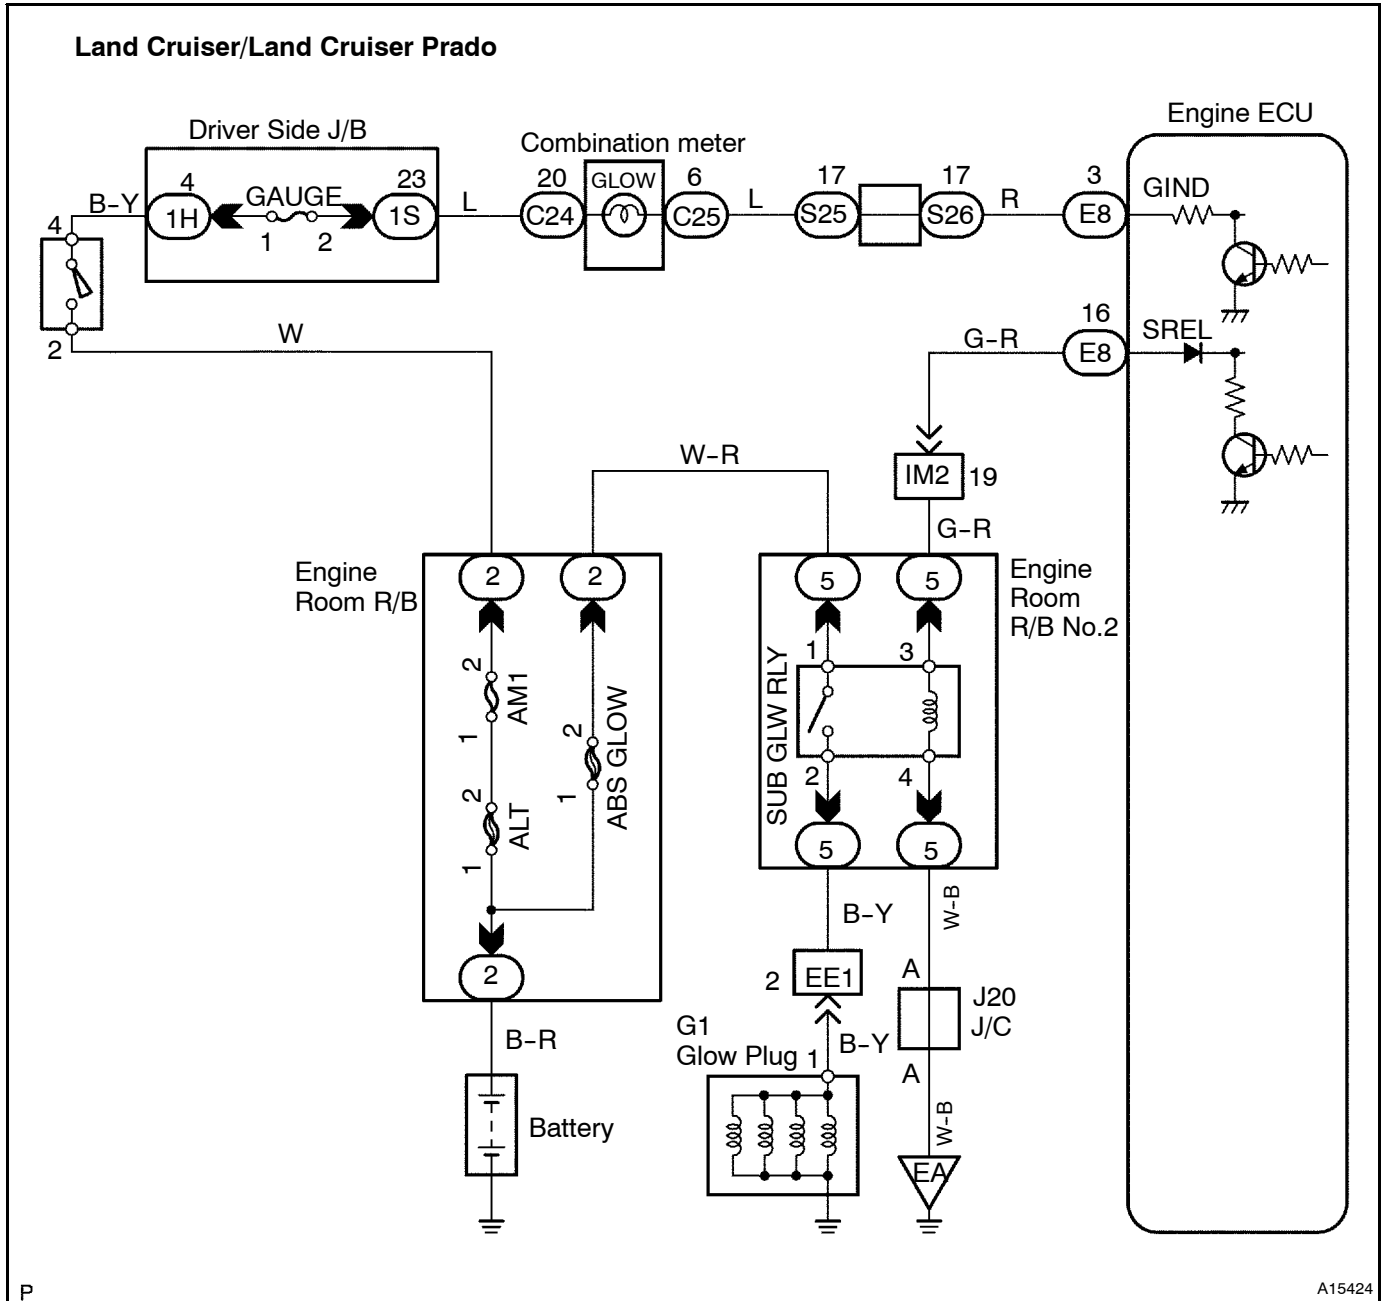 Land Cruiser/Land Cruiser Prado
Engine ECU
Driver Side J/B
Combination meter
B-Y
4
1H
GAUGE
1
2
23
1S
L
20
C24
GLOW
6
C25
L
17
S25
17
S26
R
3
E8
GIND
4
2
W
16
E8
SREL
G-R
W-R
IM2
19
G-R
Engine
Room R/B
2
2
5
5
Engine
Room
R/B No.2
2
AM1
1
2
ALT
1
2
ABS GLOW
1
SUB GLW RLY
1
3
2
4
5
5
2
B-R
Battery
B-Y
W-B
2
EE1
A
J20
J/C
G1
Glow Plug
1
B-Y
A
W-B
EA
P
A15424